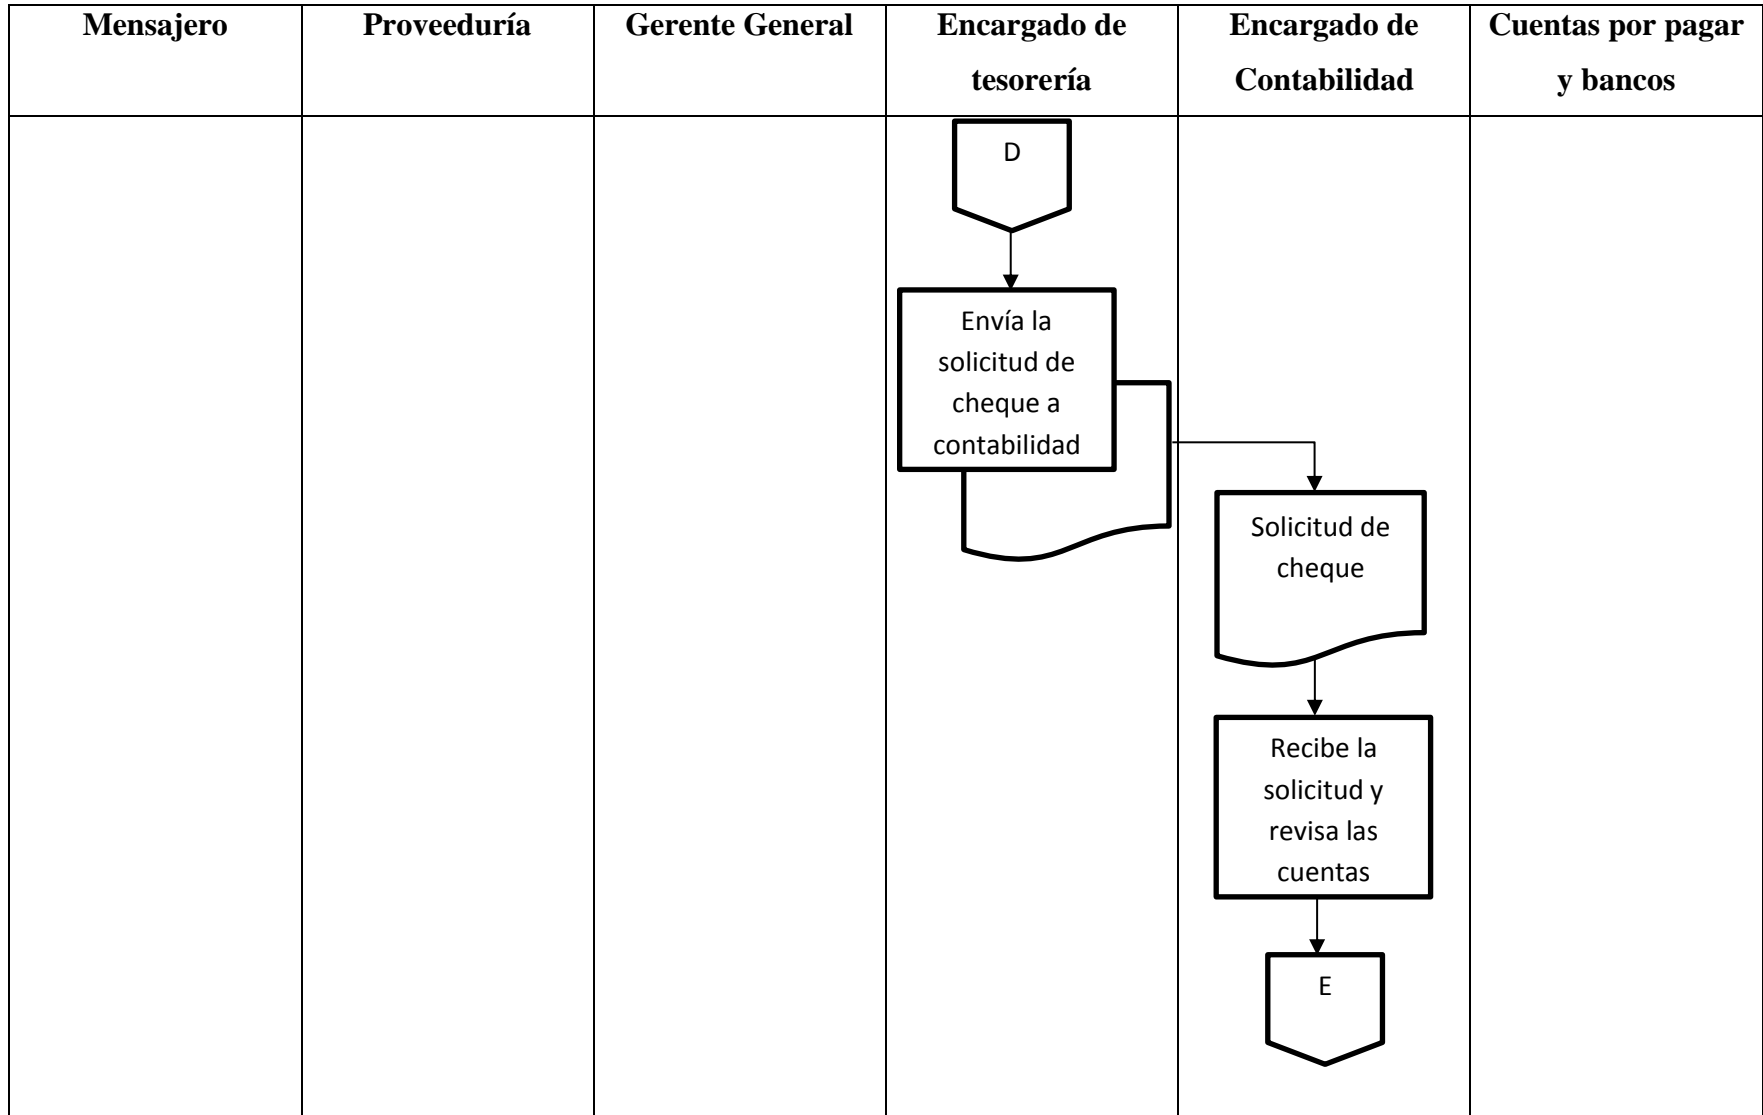 Mensajero
Proveeduría
Gerente General
Encargado de
tesorería
Encargado de
Contabilidad
Cuentas por pagar
y bancos
D
Envía la
solicitud de
cheque a
contabilidad
Solicitud de
cheque
Recibe la
solicitud y
revisa las
cuentas
E